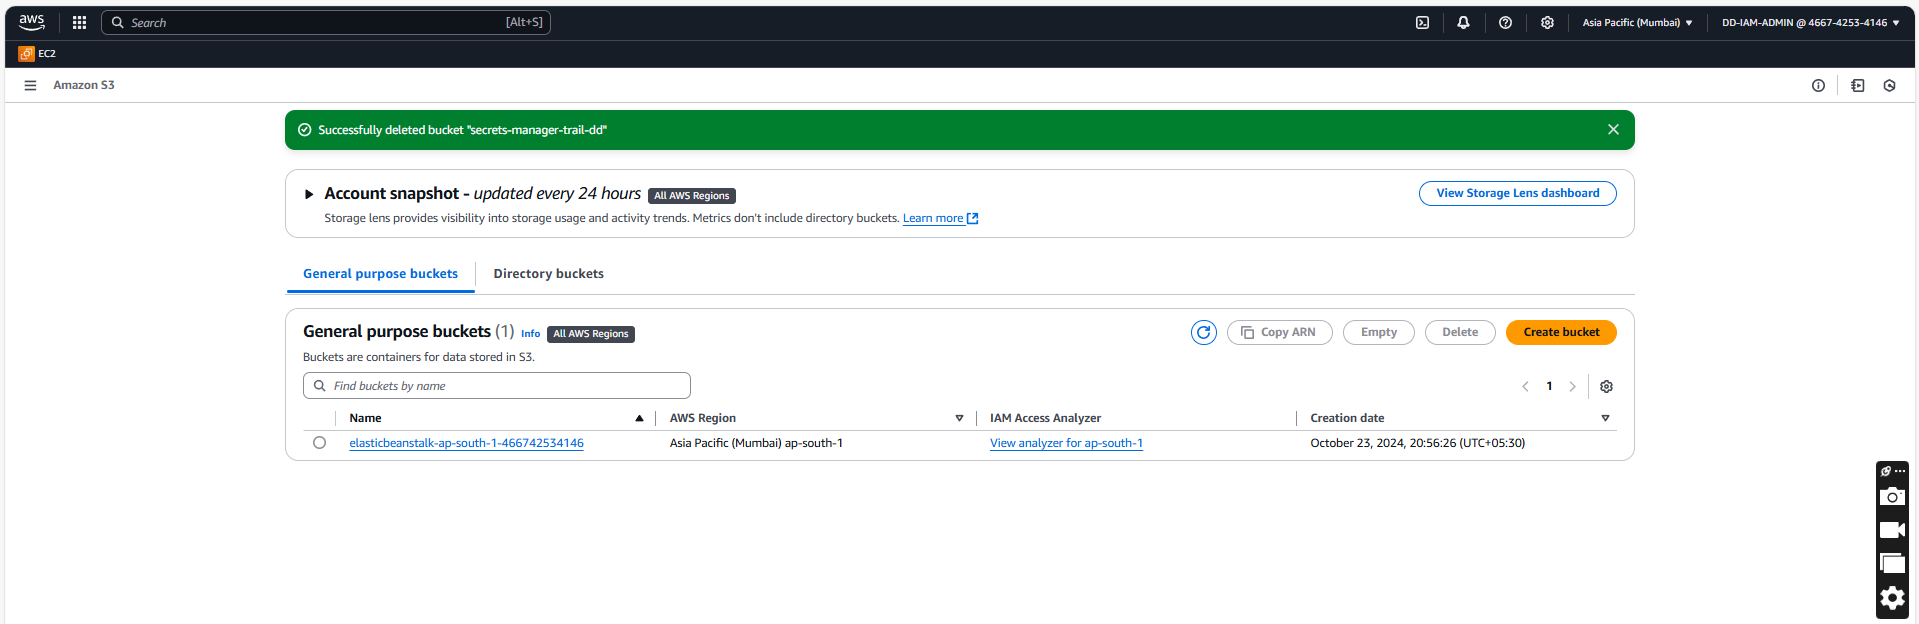 aws
Search [Alt+S]
Asia Pacific (Mumbai) ▼
DD-IAM-ADMIN @ 4667-4253-4146 ▼
EC2
Amazon S3
Successfully deleted bucket "secrets-manager-trail-dd"
Account snapshot - updated every 24 hours All AWS Regions
View Storage Lens dashboard
Storage lens provides visibility into storage usage and activity trends. Metrics don't include directory buckets. Learn more
General purpose buckets
Directory buckets
General purpose buckets (1) Info All AWS Regions
Copy ARN
Empty
Delete
Create bucket
Buckets are containers for data stored in S3.
Find buckets by name
1
Name
AWS Region
IAM Access Analyzer
Creation date
elasticbeanstalk-ap-south-1-466742534146
Asia Pacific (Mumbai) ap-south-1
View analyzer for ap-south-1
October 23, 2024, 20:56:26 (UTC+05:30)